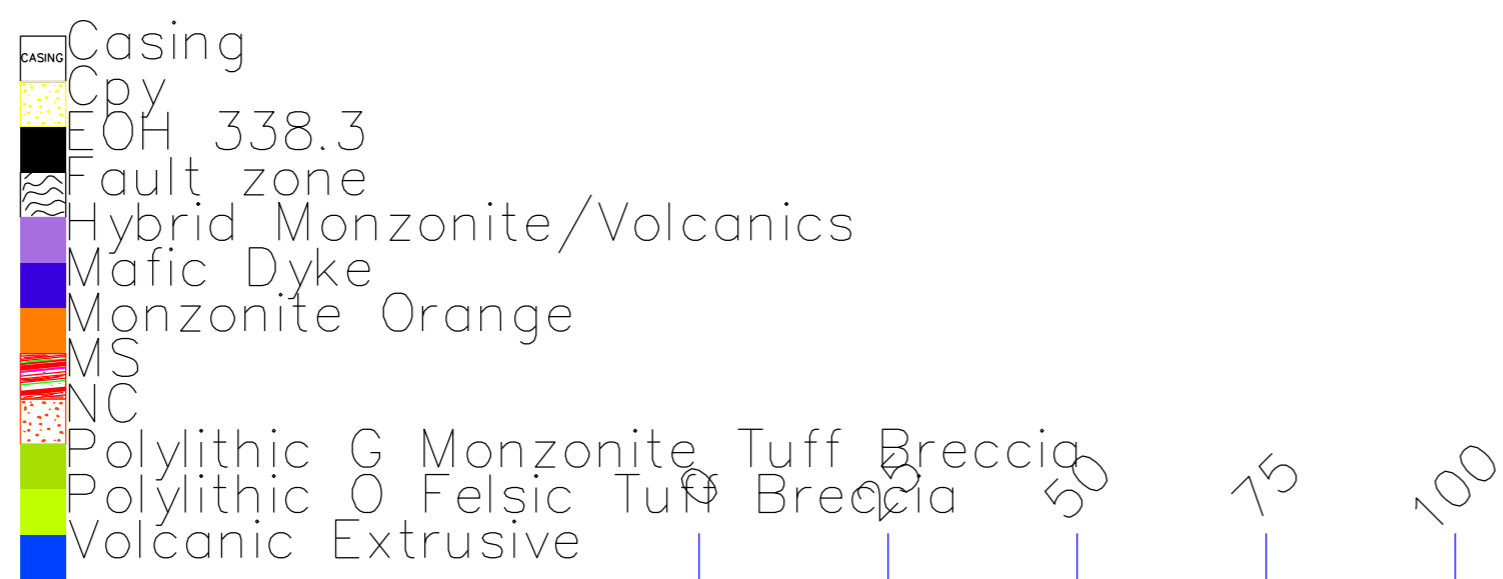 CASING Casing
Cpy
EOH 338.3
Fault zone
Hybrid Monzonite/Volcanics
Mafic Dyke
Monzonite Orange
MS
NC
Polylithic G Monzonite Tuff Breccia
Polylithic O Felsic Tuff Breccia
Volcanic Extrusive
0 25 50 75 100